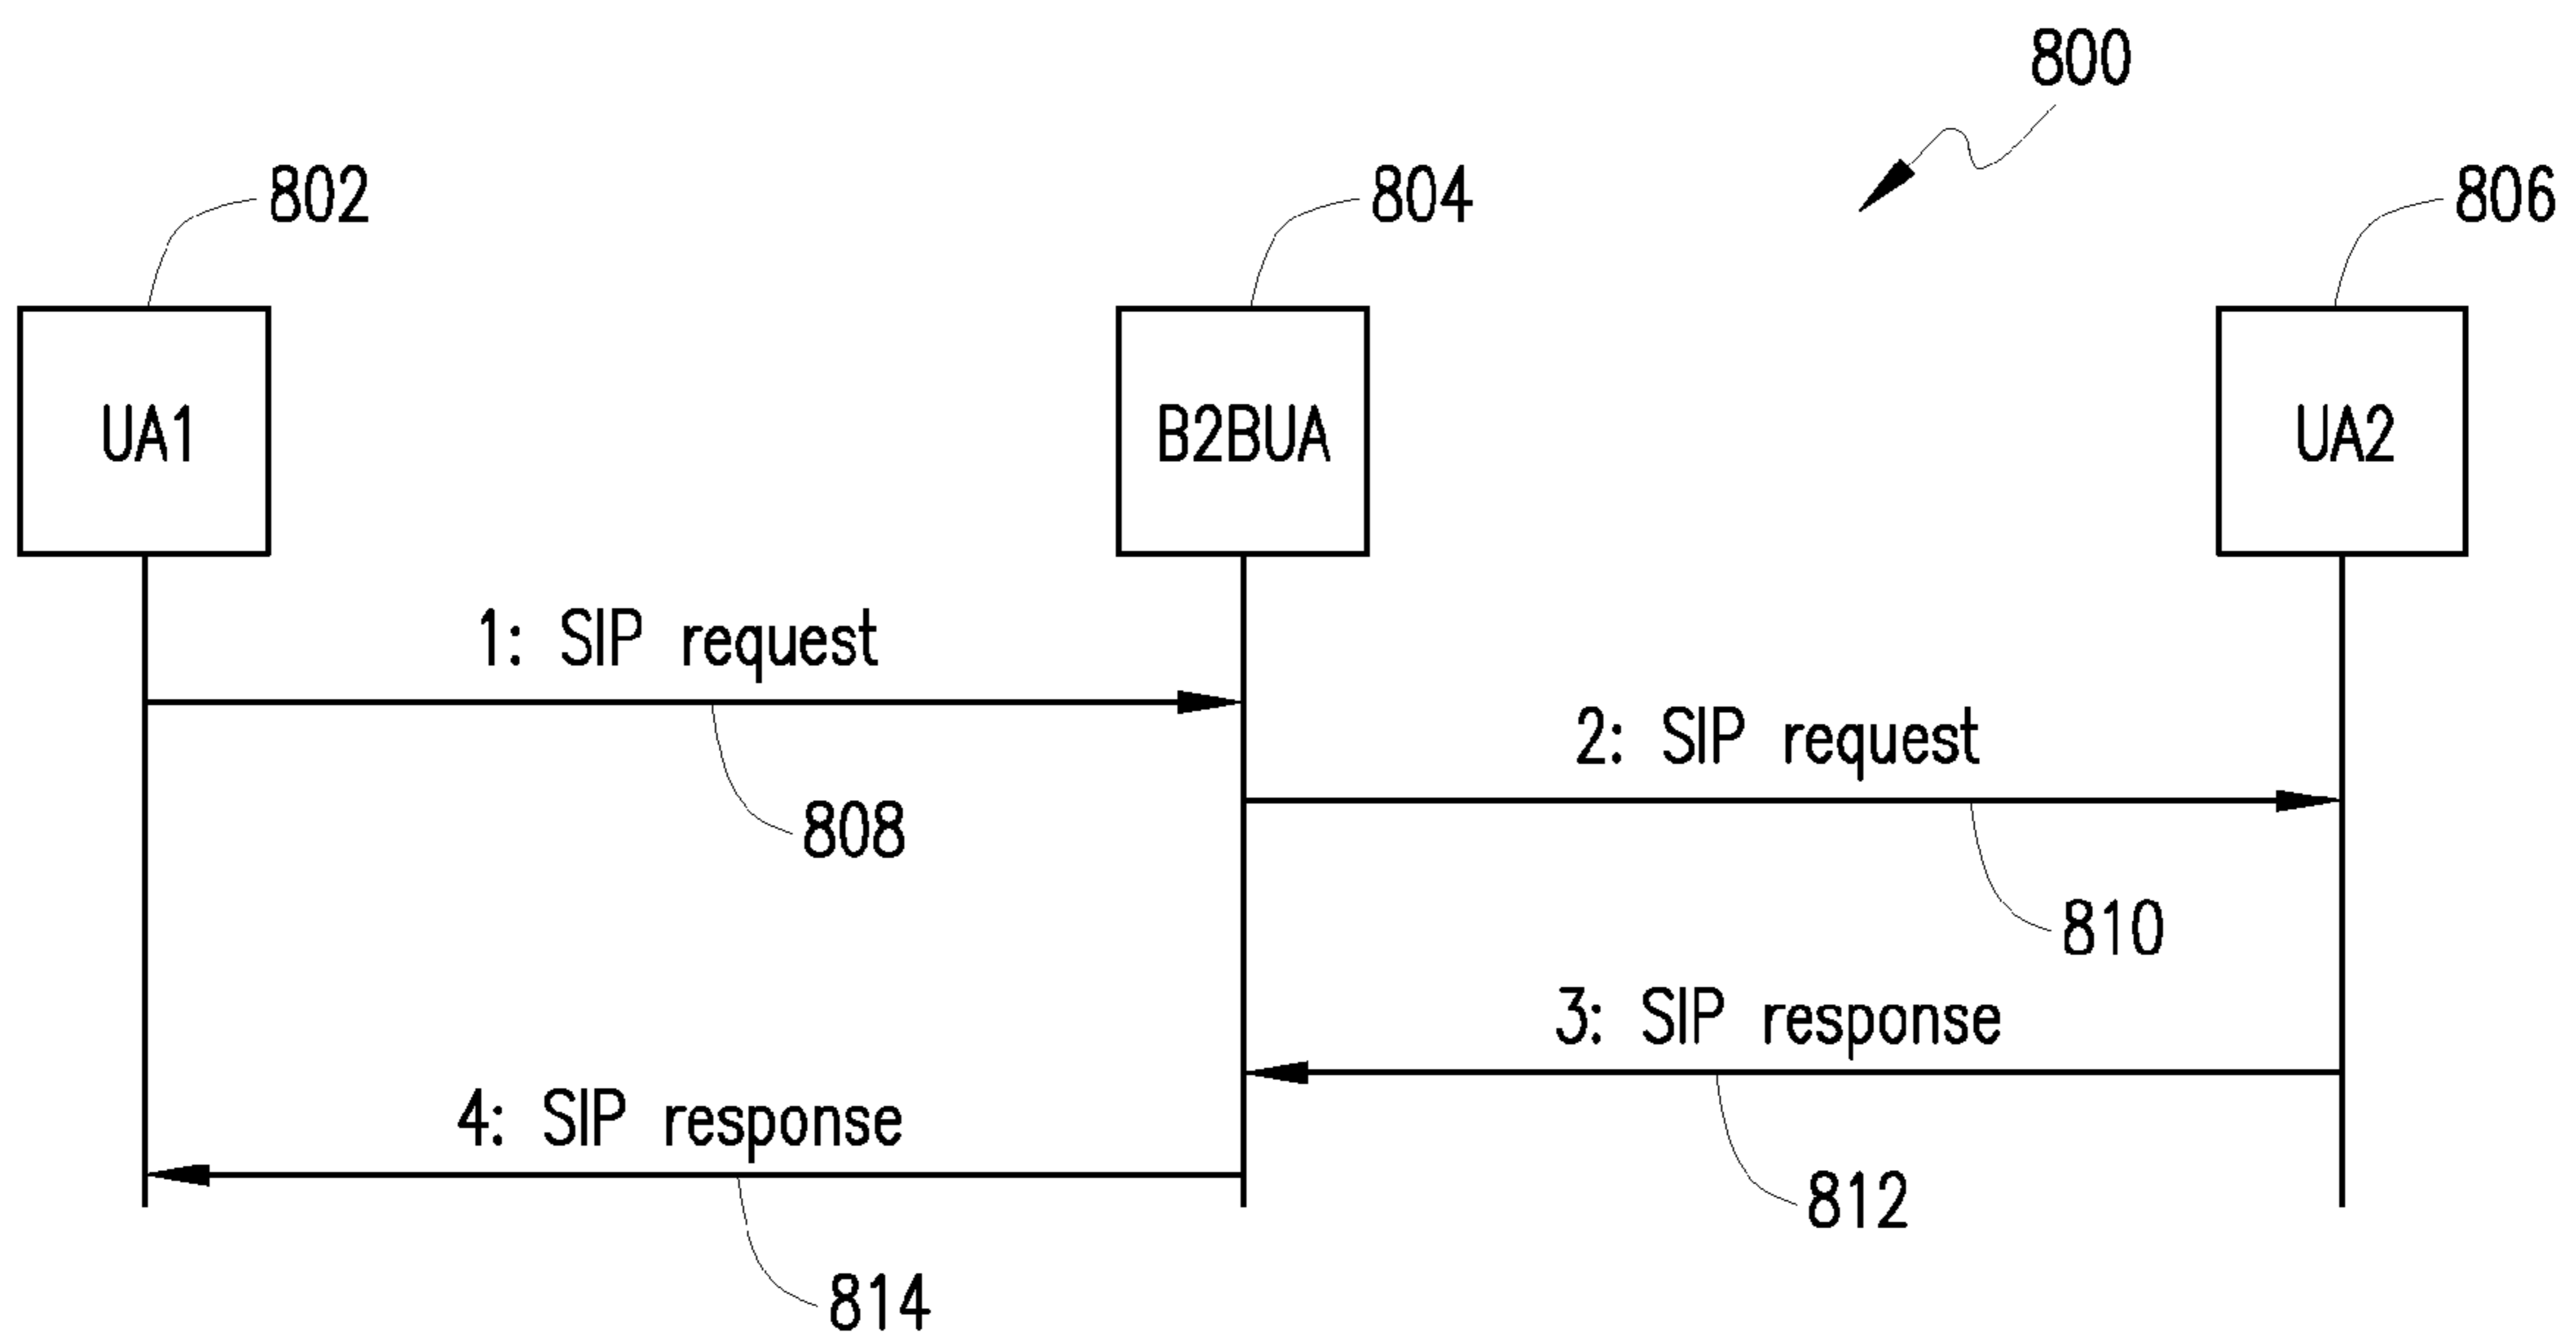 800
802
804
806
UA1
B2BUA
UA2
1: SIP request
2: SIP request
808
810
3: SIP response
4: SIP response
812
814